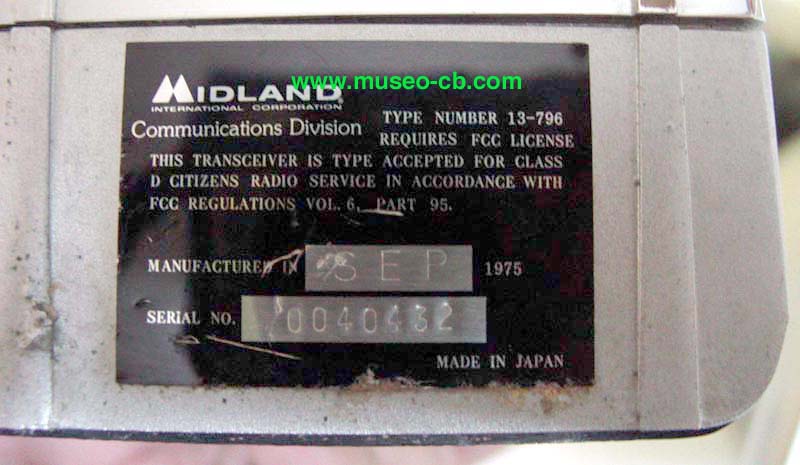 www.museo-cb.com
MIDLAND
INTERNATIONAL CORPORATION
Communications Division
TYPE NUMBER 13-796
REQUIRES FCC LICENSE
THIS TRANSCEIVER IS TYPE ACCEPTED FOR CLASS
D CITIZENS RADIO SERVICE IN ACCORDANCE WITH
FCC REGULATIONS VOL. 6, PART 95.
MANUFACTURED IN SEP 1975
SERIAL NO. 0040432
MADE IN JAPAN